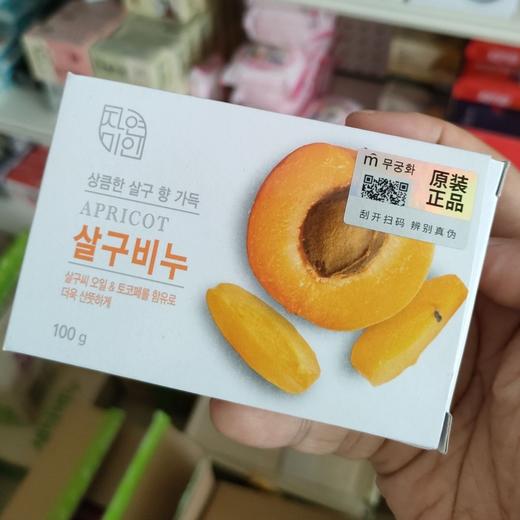 자연
미인
상큼한 살구 향 가득
APRICOT
살구비누
살구씨 오일 & 토코페롤 함유로
더욱 산뜻하게
100 g
m 무궁화
原装
正品
刮开扫码 辨别真伪